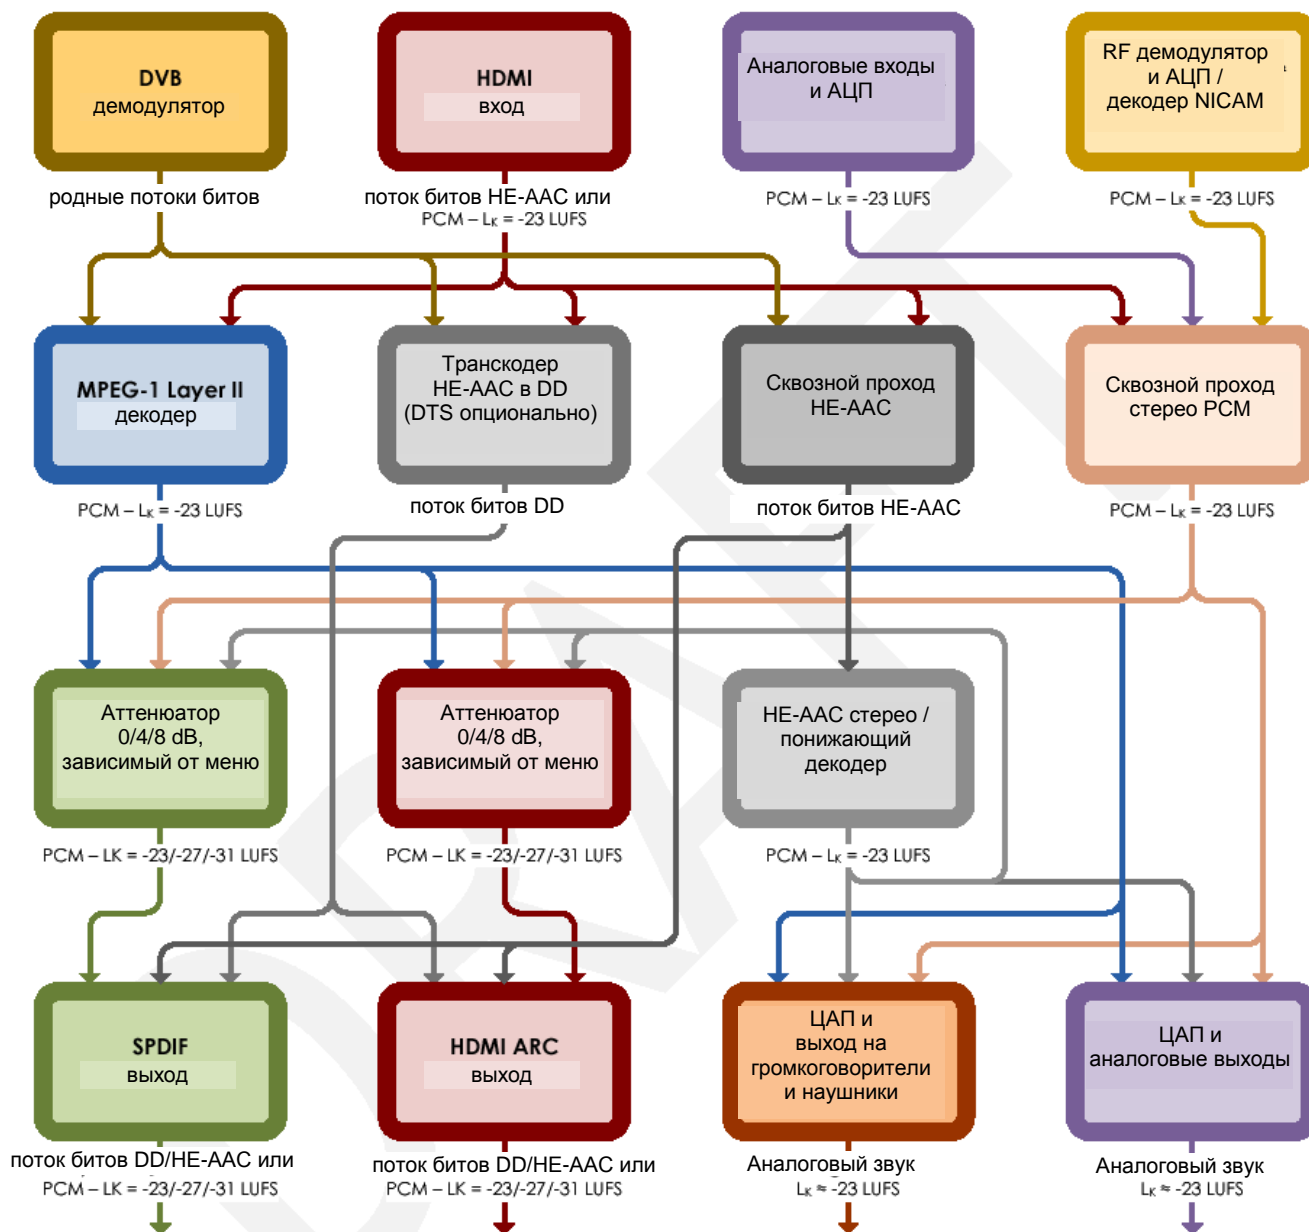 DVB
демодулятор
HDMI
вход
Аналоговые входы
и АЦП
RF демодулятор
и АЦП /
декодер NICAM
родные потоки битов
поток битов HE-AAC или
PCM – LK = -23 LUFS
PCM – LK = -23 LUFS
PCM – LK = -23 LUFS
MPEG-1 Layer II
декодер
Транскодер
HE-AAC в DD
(DTS опционально)
Сквозной проход
HE-AAC
Сквозной проход
стерео PCM
PCM – LK = -23 LUFS
поток битов DD
поток битов HE-AAC
PCM – LK = -23 LUFS
Аттенюатор
0/4/8 dB,
зависимый от меню
Аттенюатор
0/4/8 dB,
зависимый от меню
HE-AAC стерео /
понижающий
декодер
PCM – LK = -23/-27/-31 LUFS
PCM – LK = -23/-27/-31 LUFS
PCM – LK = -23 LUFS
SPDIF
выход
HDMI ARC
выход
ЦАП и
выход на
громкоговорители
и наушники
ЦАП и
аналоговые выходы
поток битов DD/HE-AAC или
PCM – LK = -23/-27/-31 LUFS
поток битов DD/HE-AAC или
PCM – LK = -23/-27/-31 LUFS
Аналоговый звук
LK ≈ -23 LUFS
Аналоговый звук
LK ≈ -23 LUFS
DRAFT